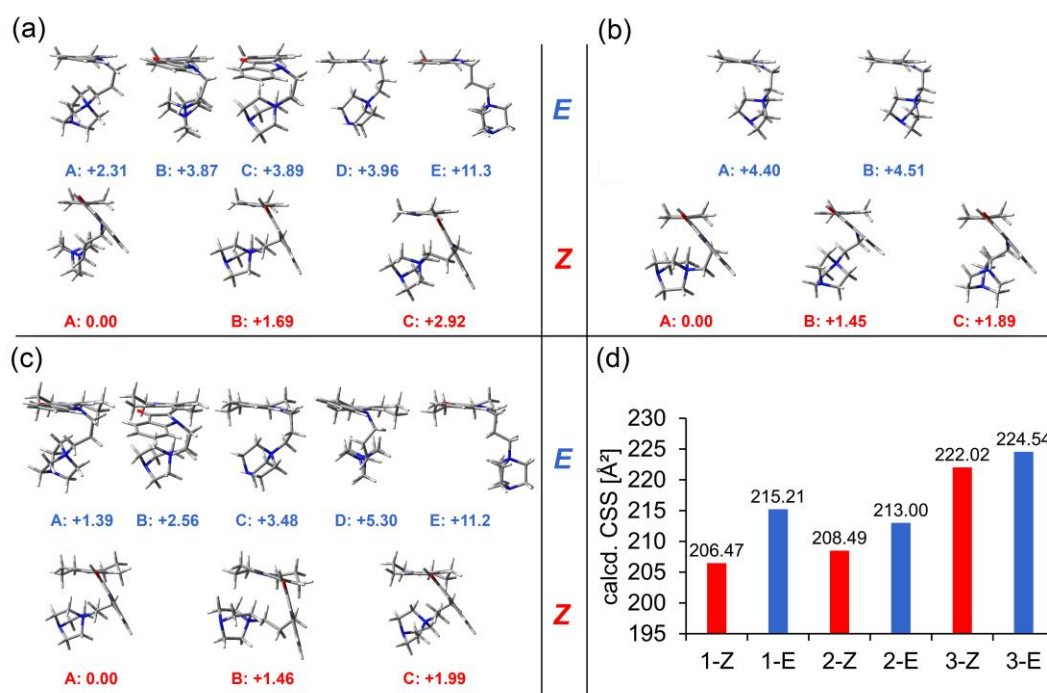 (a)
A: +2.31 B: +3.87 C: +3.89 D: +3.96 E: +11.3
E
A: 0.00 B: +1.69 C: +2.92
Z
(b)
A: +4.40 B: +4.51
A: 0.00 B: +1.45 C: +1.89
(c)
A: +1.39 B: +2.56 C: +3.48 D: +5.30 E: +11.2
E
A: 0.00 B: +1.46 C: +1.99
Z
(d)
calcd. CSS [Å²]
230
225
220
215
210
205
200
195
206.47
215.21
208.49
213.00
222.02
224.54
1-Z 1-E 2-Z 2-E 3-Z 3-E